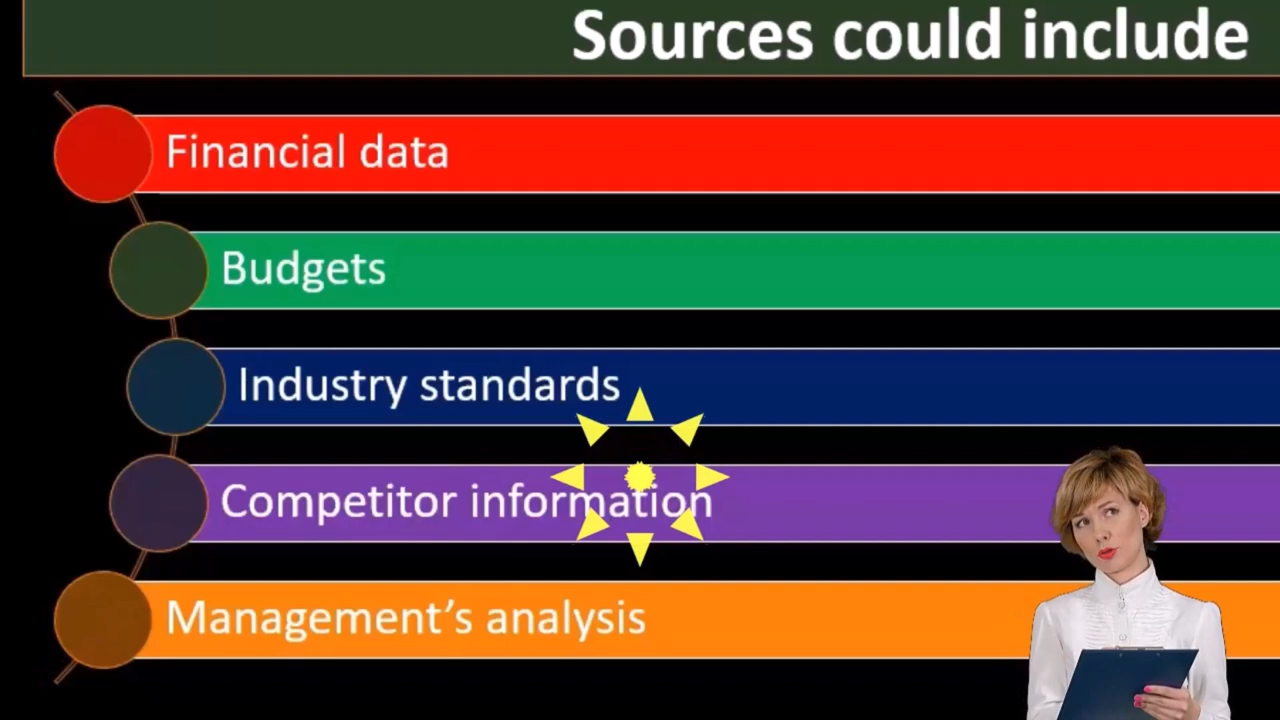 Sources could include
Financial data
Budgets
Industry standards
Competitor information
Management’s analysis